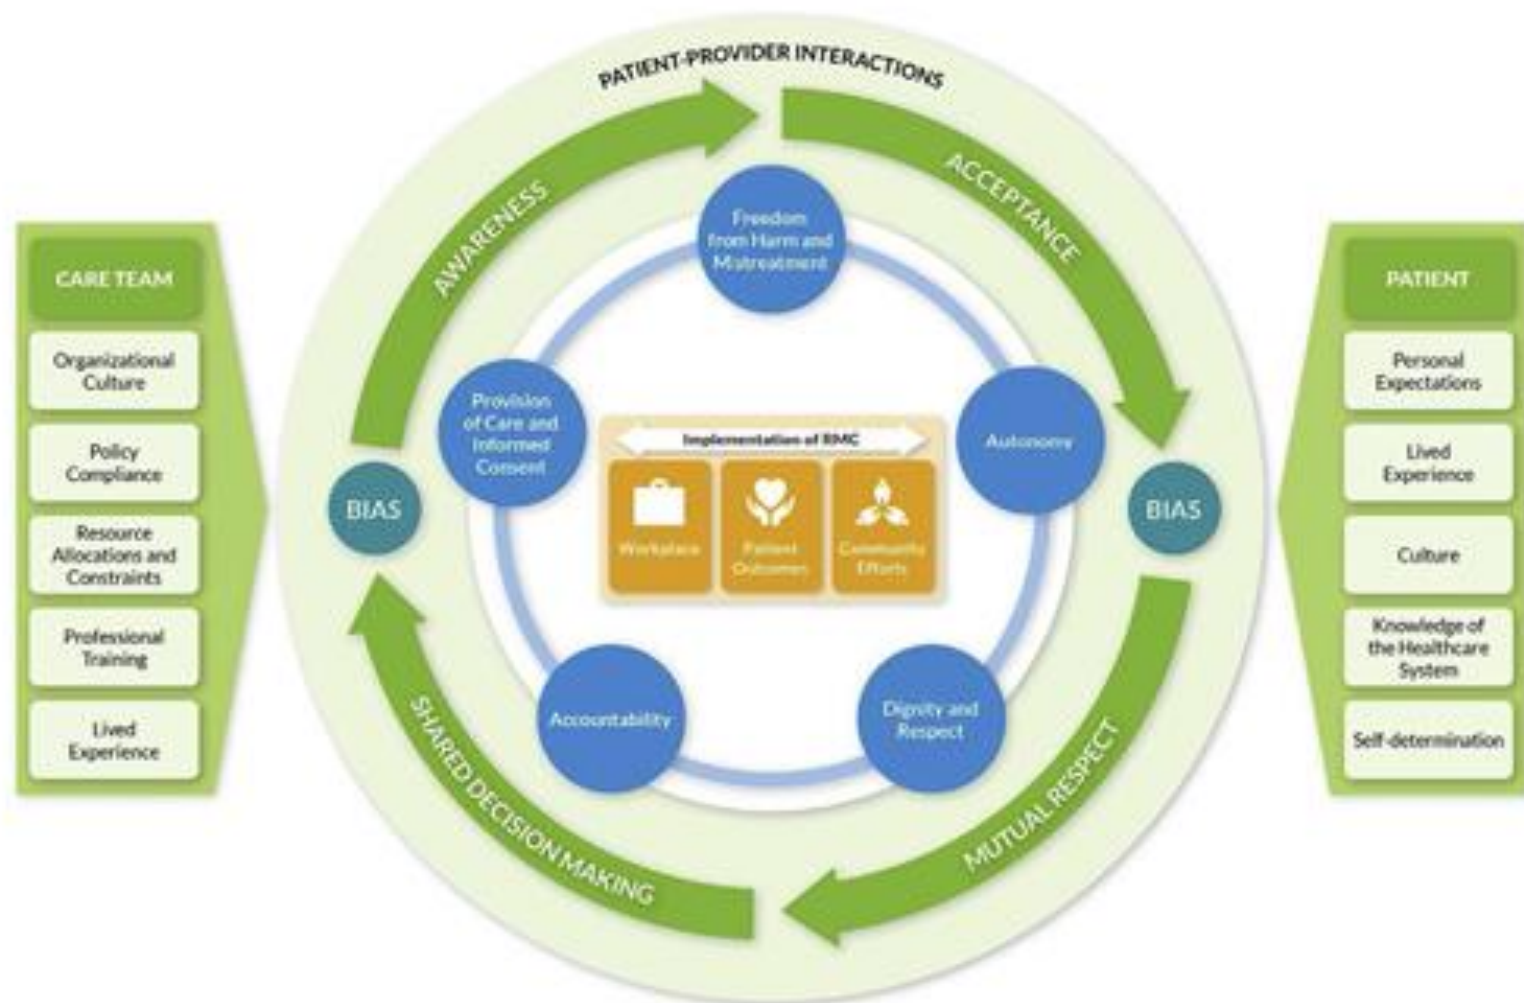 PATIENT-PROVIDER INTERACTIONS
AWARENESS
ACCEPTANCE
MUTUAL RESPECT
SHARED DECISION MAKING
BIAS
BIAS
CARE TEAM
Organizational
Culture
Policy
Compliance
Resource
Allocations and
Constraints
Professional
Training
Lived
Experience
Freedom
from Harm and
Mistreatment
Provision
of Care and
Informed
Consent
Autonomy
Accountability
Dignity and
Respect
Implementation of RMC
Workplace
Patient
Outcomes
Community
Efforts
PATIENT
Personal
Expectations
Lived
Experience
Culture
Knowledge of
the Healthcare
System
Self-determination